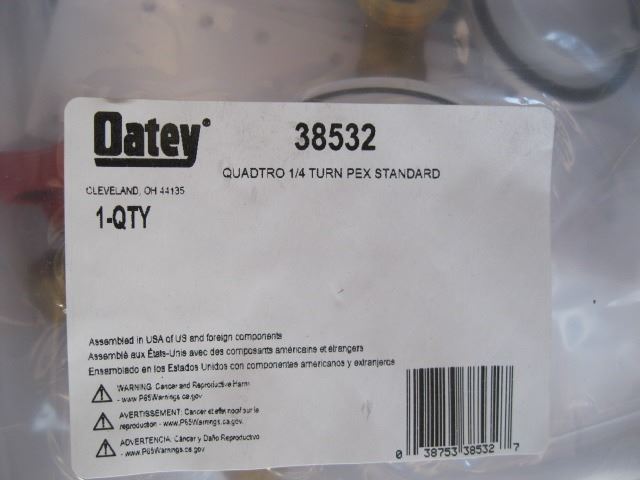 Oatey® 38532
QUADTRO 1/4 TURN PEX STANDARD
CLEVELAND, OH 44135
1-QTY
Assembled in USA of US and foreign components
Assemblé aux États-Unis avec des composants américains et étrangers
Ensamblado en los Estados Unidos con componentes americanos y extranjeros
WARNING: Cancer and Reproductive Harm
- www.P65Warnings.ca.gov
AVERTISSEMENT: Cancer et effet nocif sur la
reproduction - www.P65Warnings.ca.gov.
ADVERTENCIA: Cáncer y Daño Reproductivo
- www.P65Warnings.ca.gov
0 38753 38532 7